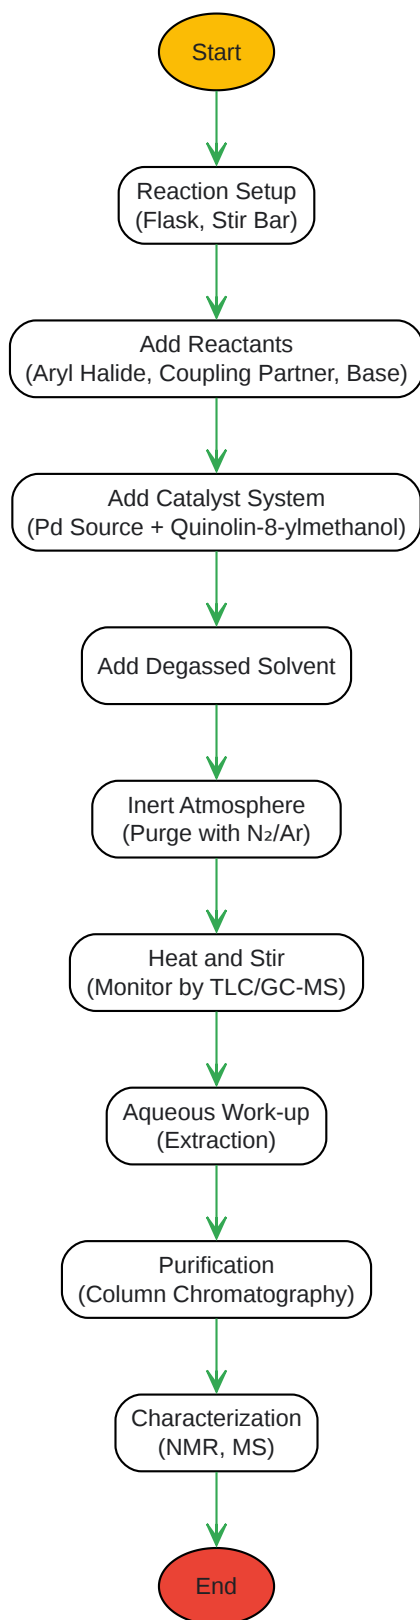 Start
Reaction Setup
(Flask, Stir Bar)
Add Reactants
(Aryl Halide, Coupling Partner, Base)
Add Catalyst System
(Pd Source + Quinolin-8-ylmethanol)
Add Degassed Solvent
Inert Atmosphere
(Purge with N₂/Ar)
Heat and Stir
(Monitor by TLC/GC-MS)
Aqueous Work-up
(Extraction)
Purification
(Column Chromatography)
Characterization
(NMR, MS)
End